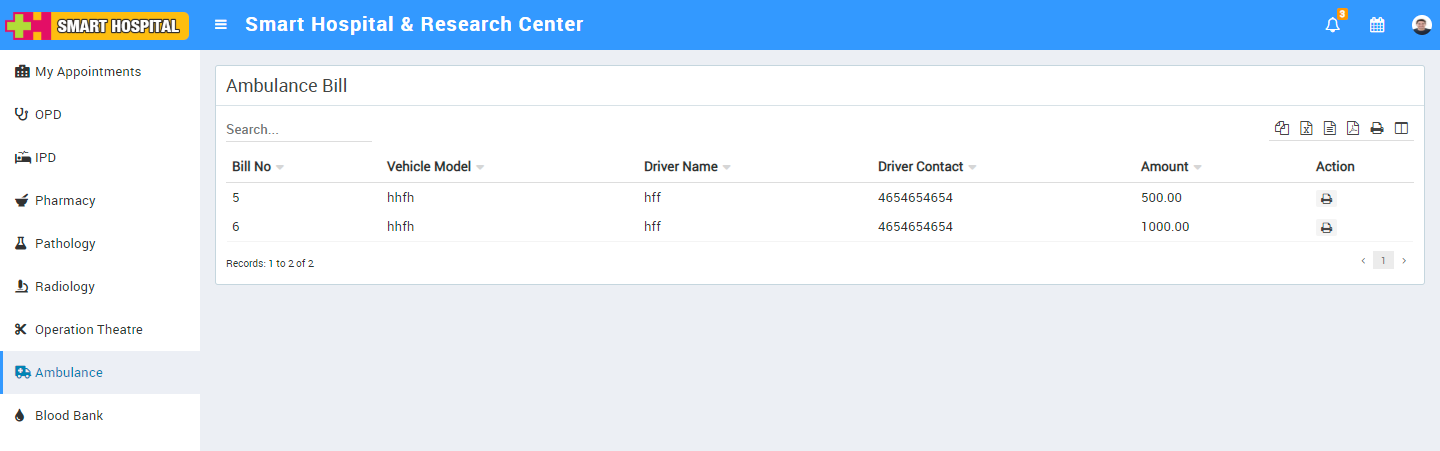 SMART HOSPITAL
Smart Hospital & Research Center
3
My Appointments
OPD
IPD
Pharmacy
Pathology
Radiology
Operation Theatre
Ambulance
Blood Bank
Ambulance Bill
Search...
Bill No Vehicle Model Driver Name Driver Contact Amount Action
5 hhfh hff 4654654654 500.00
6 hhfh hff 4654654654 1000.00
Records: 1 to 2 of 2
1